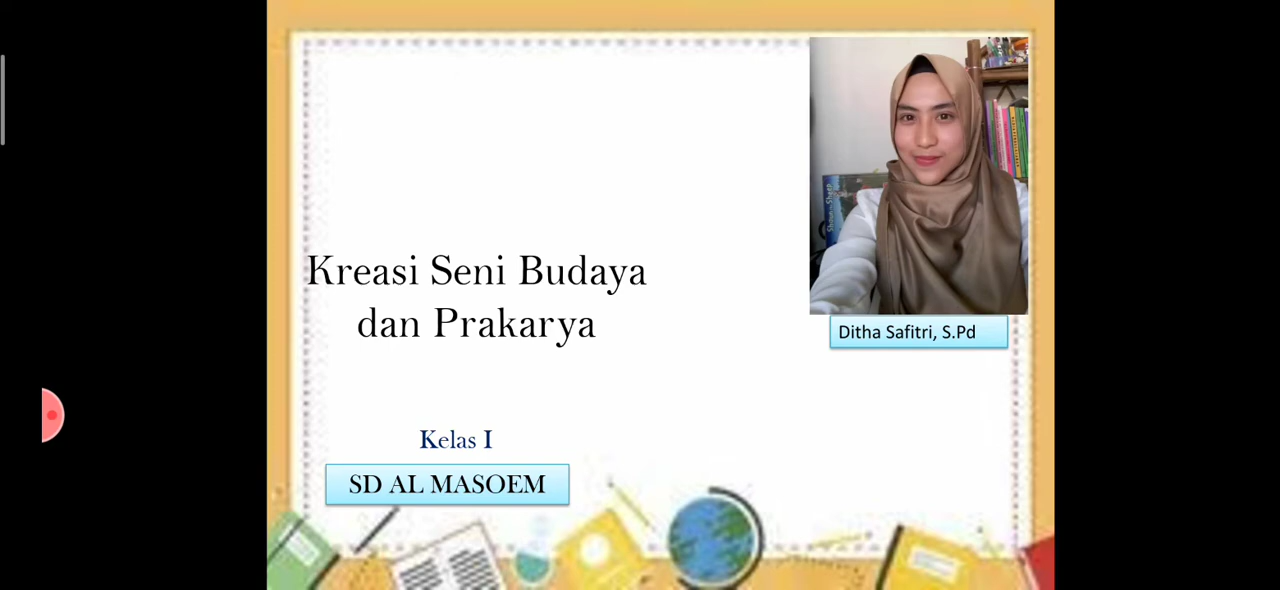 Kreasi Seni Budaya
dan Prakarya
Ditha Safitri, S.Pd
Kelas I
SD AL MASOEM